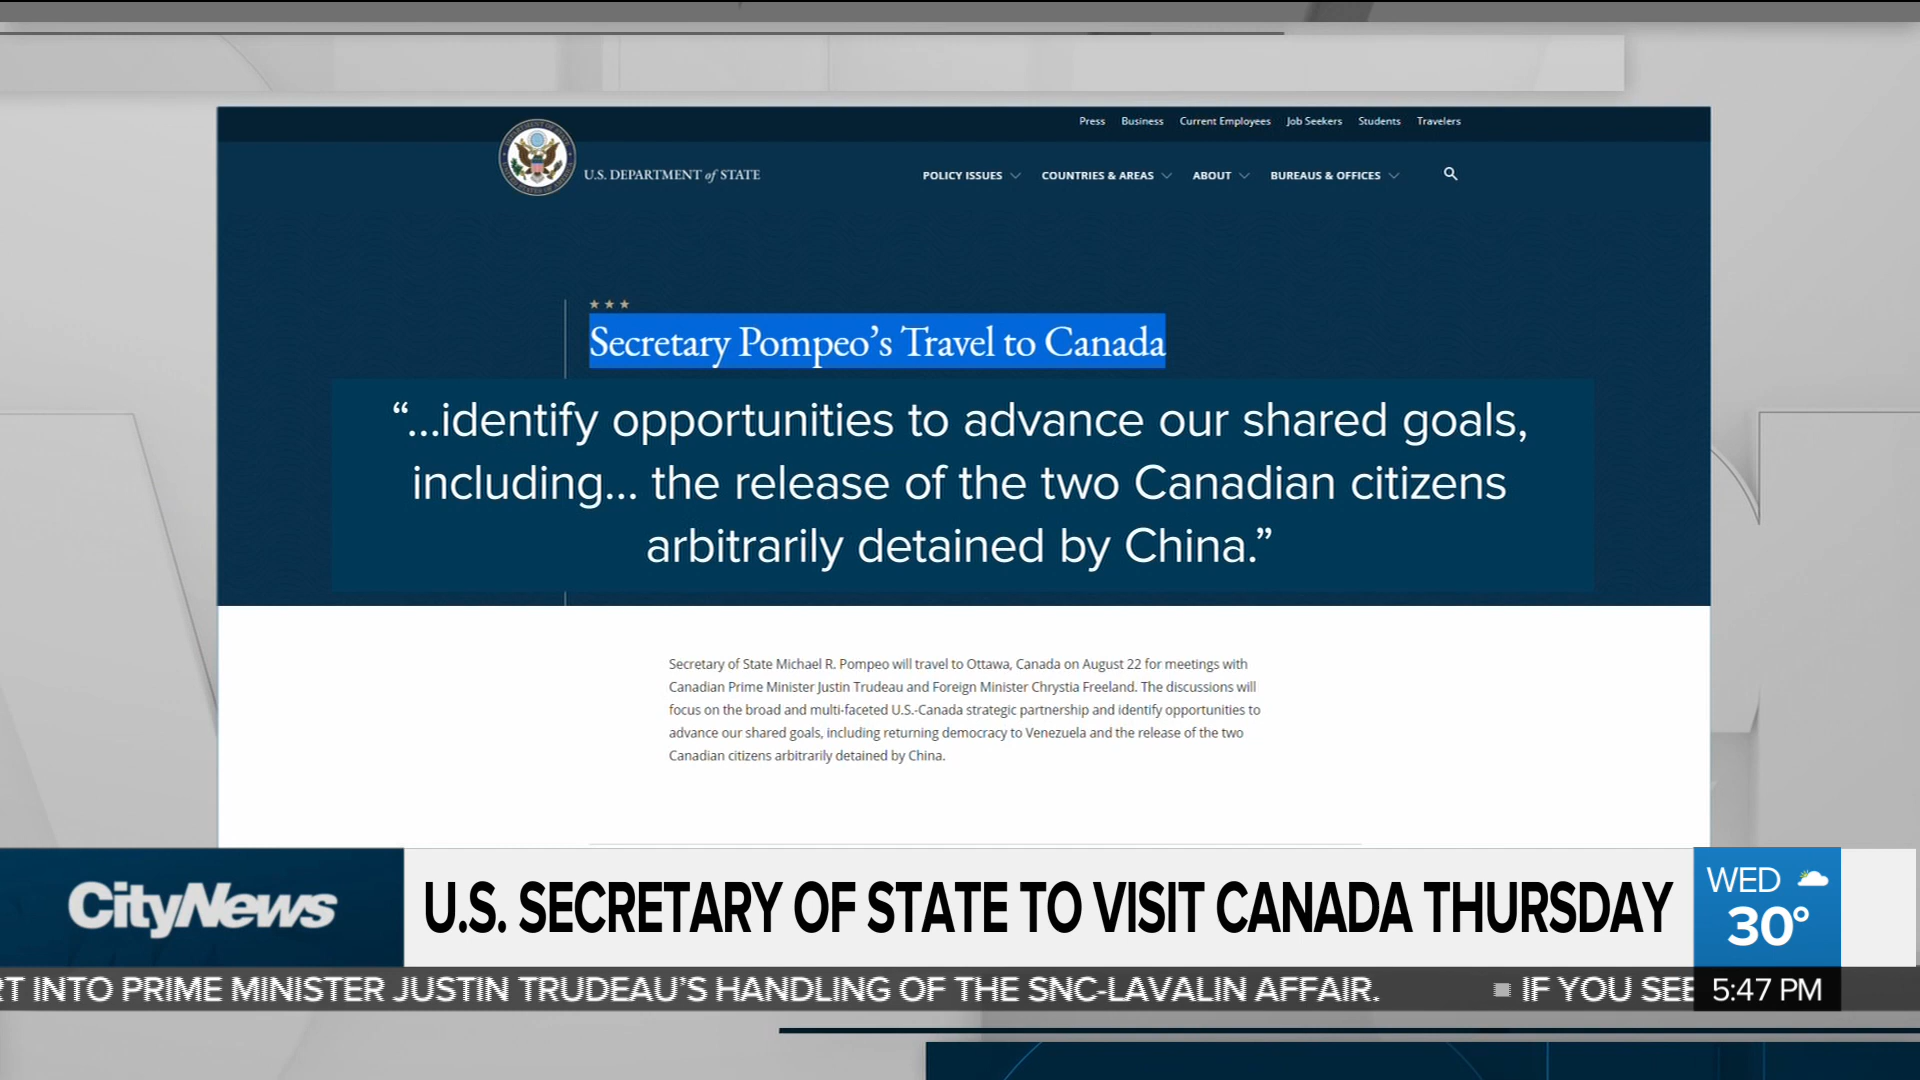 Press Business Current Employees Job Seekers Students Travelers
U.S. DEPARTMENT of STATE
POLICY ISSUES COUNTRIES & AREAS ABOUT BUREAUS & OFFICES
Secretary Pompeo’s Travel to Canada
“...identify opportunities to advance our shared goals,
including... the release of the two Canadian citizens
arbitrarily detained by China.”
Secretary of State Michael R. Pompeo will travel to Ottawa, Canada on August 22 for meetings with
Canadian Prime Minister Justin Trudeau and Foreign Minister Chrystia Freeland. The discussions will
focus on the broad and multi-faceted U.S.-Canada strategic partnership and identify opportunities to
advance our shared goals, including returning democracy to Venezuela and the release of the two
Canadian citizens arbitrarily detained by China.
CityNews
U.S. SECRETARY OF STATE TO VISIT CANADA THURSDAY
WED
30°
RT INTO PRIME MINISTER JUSTIN TRUDEAU’S HANDLING OF THE SNC-LAVALIN AFFAIR. IF YOU SEE
5:47 PM